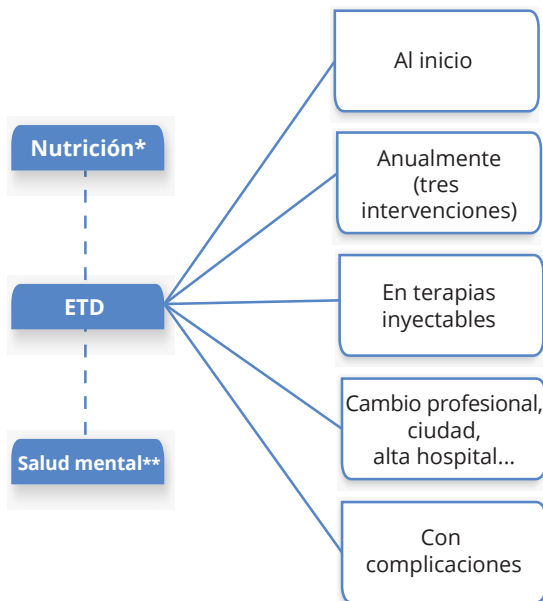 Nutrición*
ETD
Salud mental**
Al inicio
Anualmente
(tres
intervenciones)
En terapias
inyectables
Cambio profesional,
ciudad,
alta hospital...
Con
complicaciones